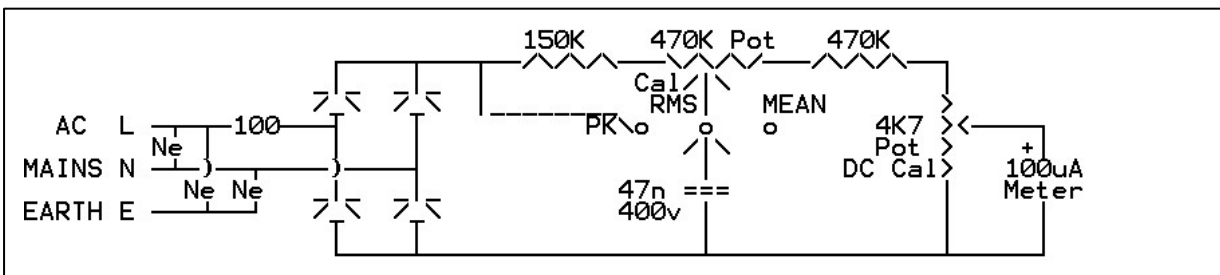 150K 470K Pot 470K
Cal
RMS MEAN
AC L 100 PK o o o 4K7
Ne Pot +
MAINS N DC Cal 100uA
Ne Ne 47n Meter
EARTH E 400v